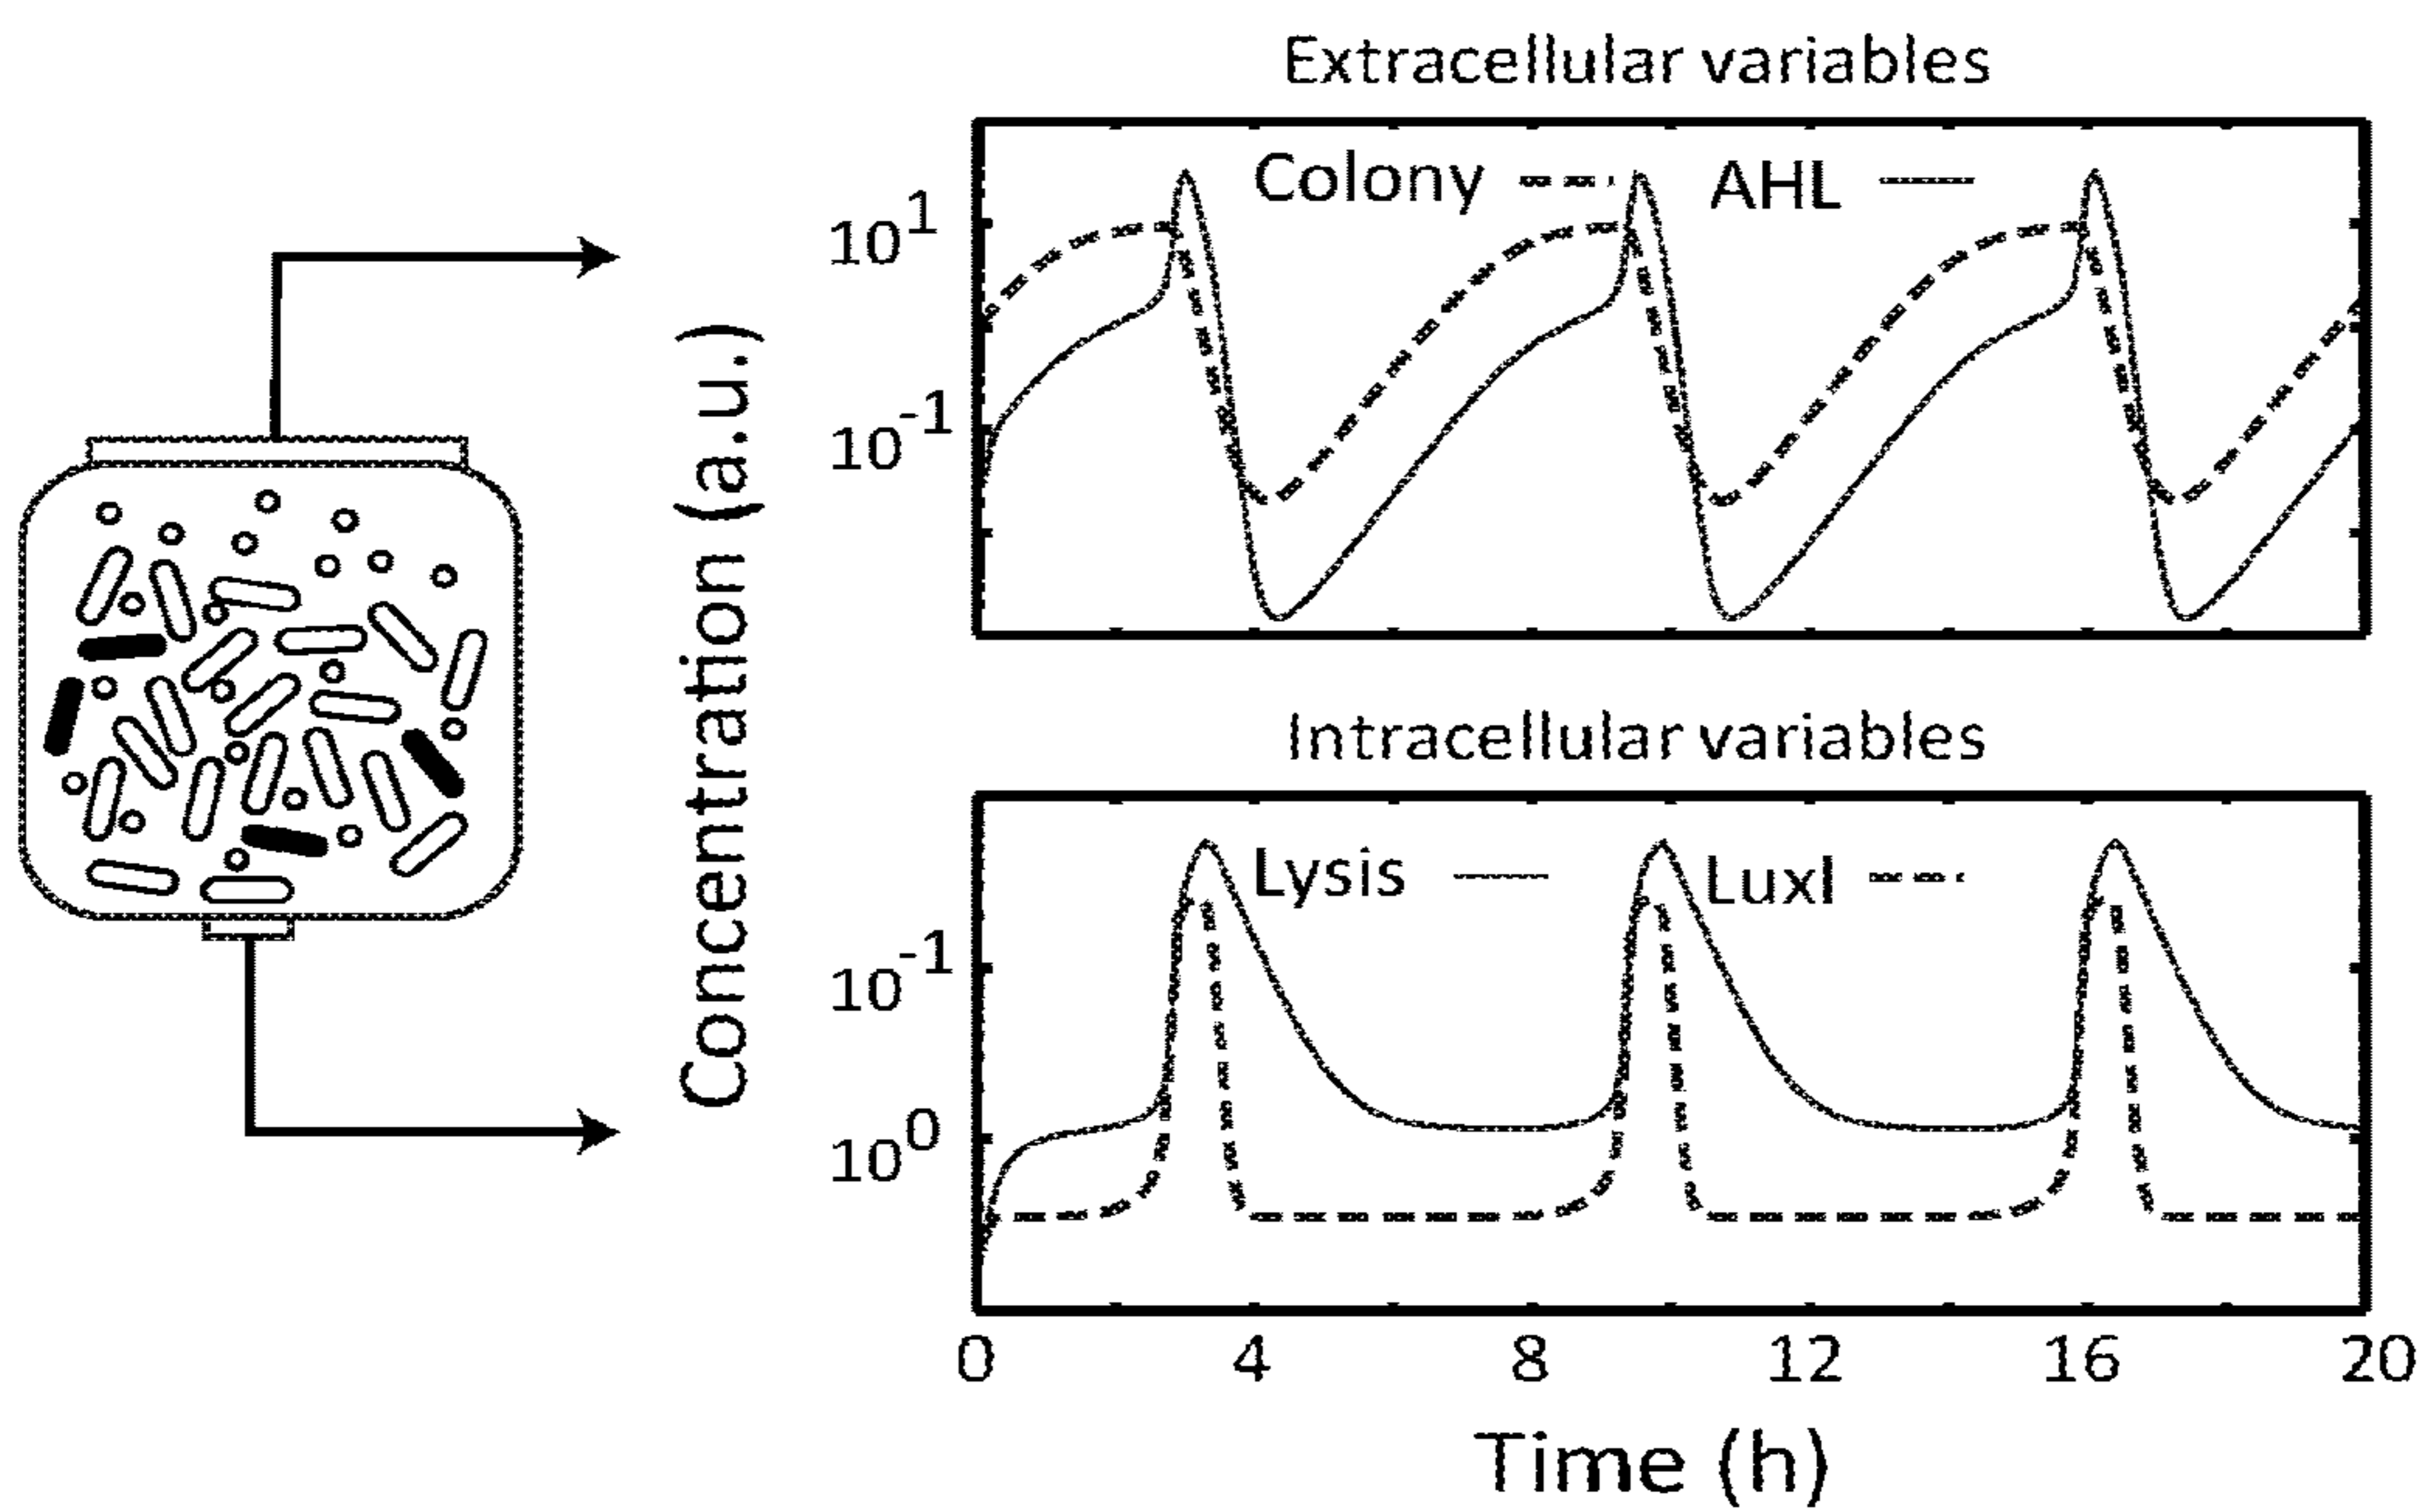 Extracellular variables
Colony AHL
10^1
10^-1
Concentration (a.u.)
Intracellular variables
Lysis LuxI
10^-1
10^0
0 4 8 12 16 20
Time (h)